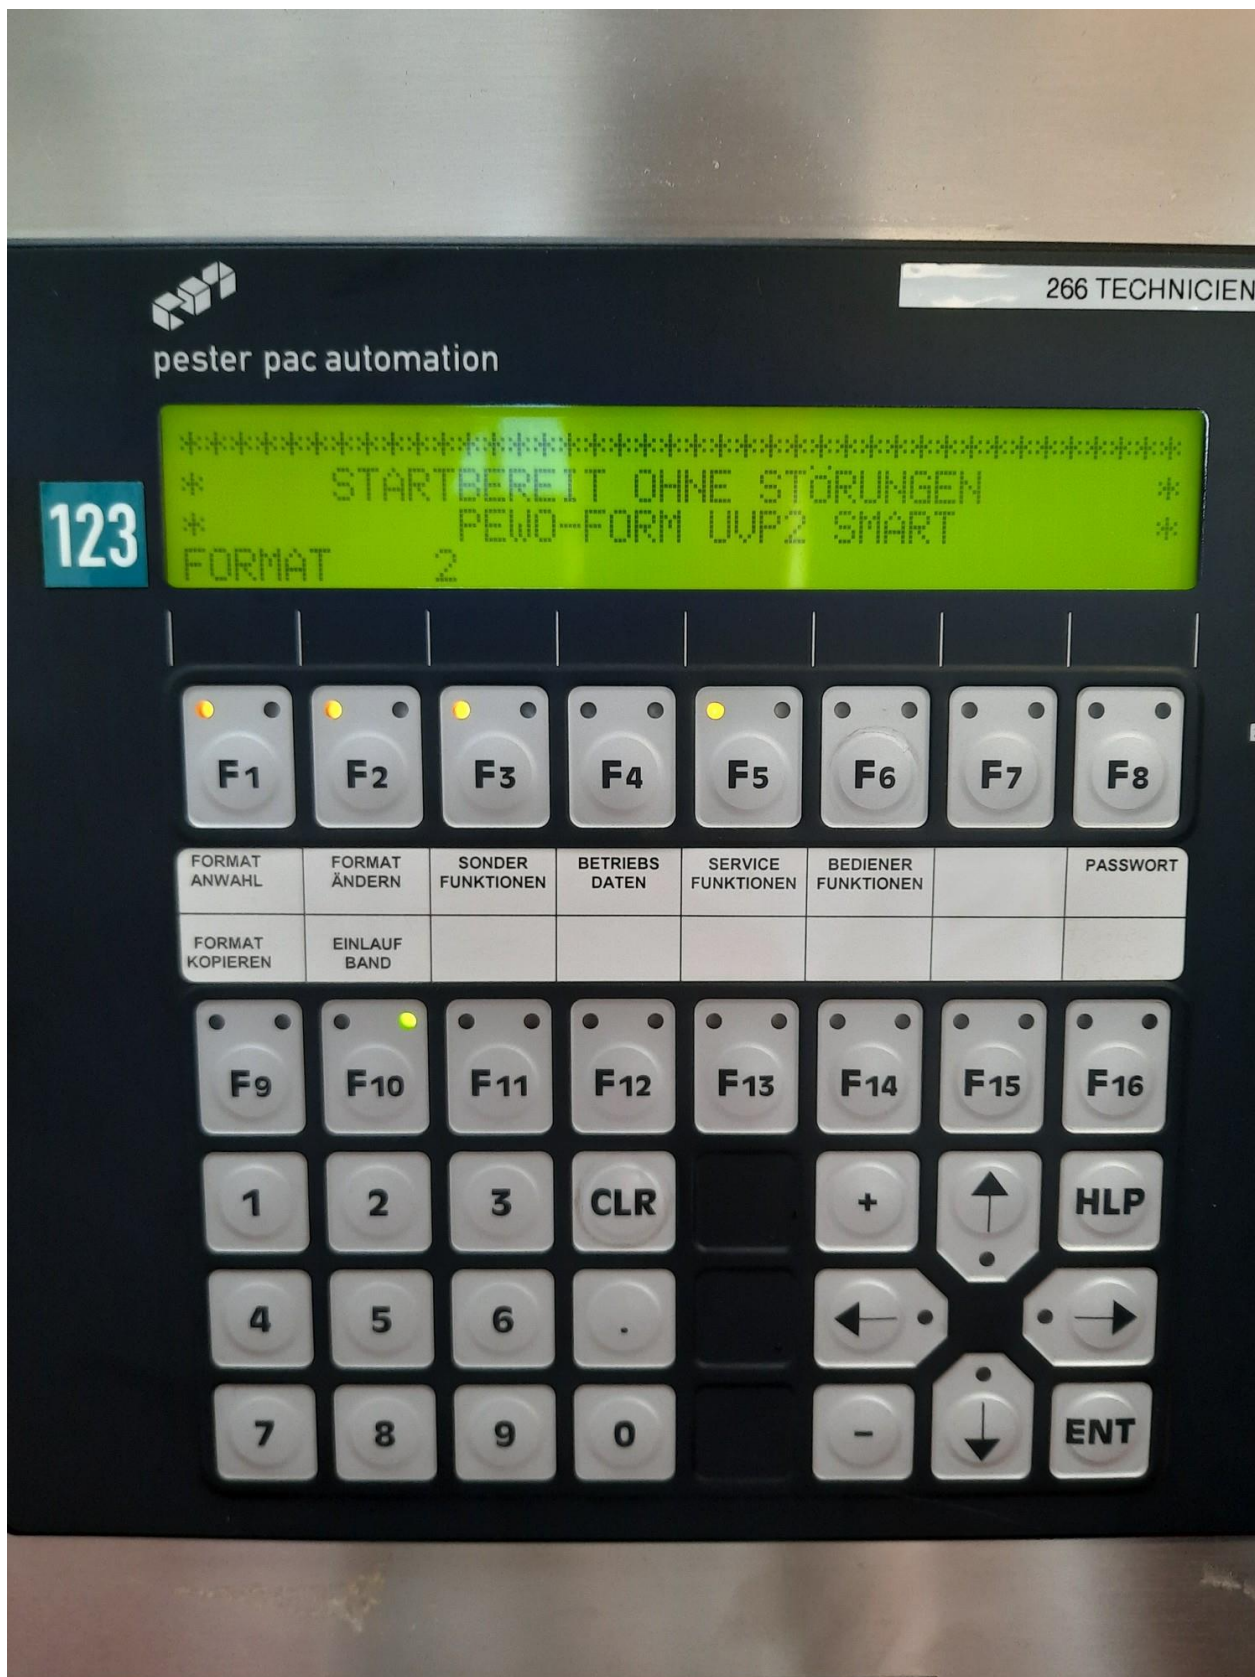 266 TECHNICIEN
pester pac automation
****************************************
* STARTBEREIT OHNE STÖRUNGEN *
* PEWO-FORM UVP2 SMART *
FORMAT 2
123
F1 F2 F3 F4 F5 F6 F7 F8
FORMAT ANWAHL
FORMAT ÄNDERN
SONDER FUNKTIONEN
BETRIEBS DATEN
SERVICE FUNKTIONEN
BEDIENER FUNKTIONEN
PASSWORT
FORMAT KOPIEREN
EINLAUF BAND
F9 F10 F11 F12 F13 F14 F15 F16
1 2 3 CLR + HLP
4 5 6 .
7 8 9 0 - ENT